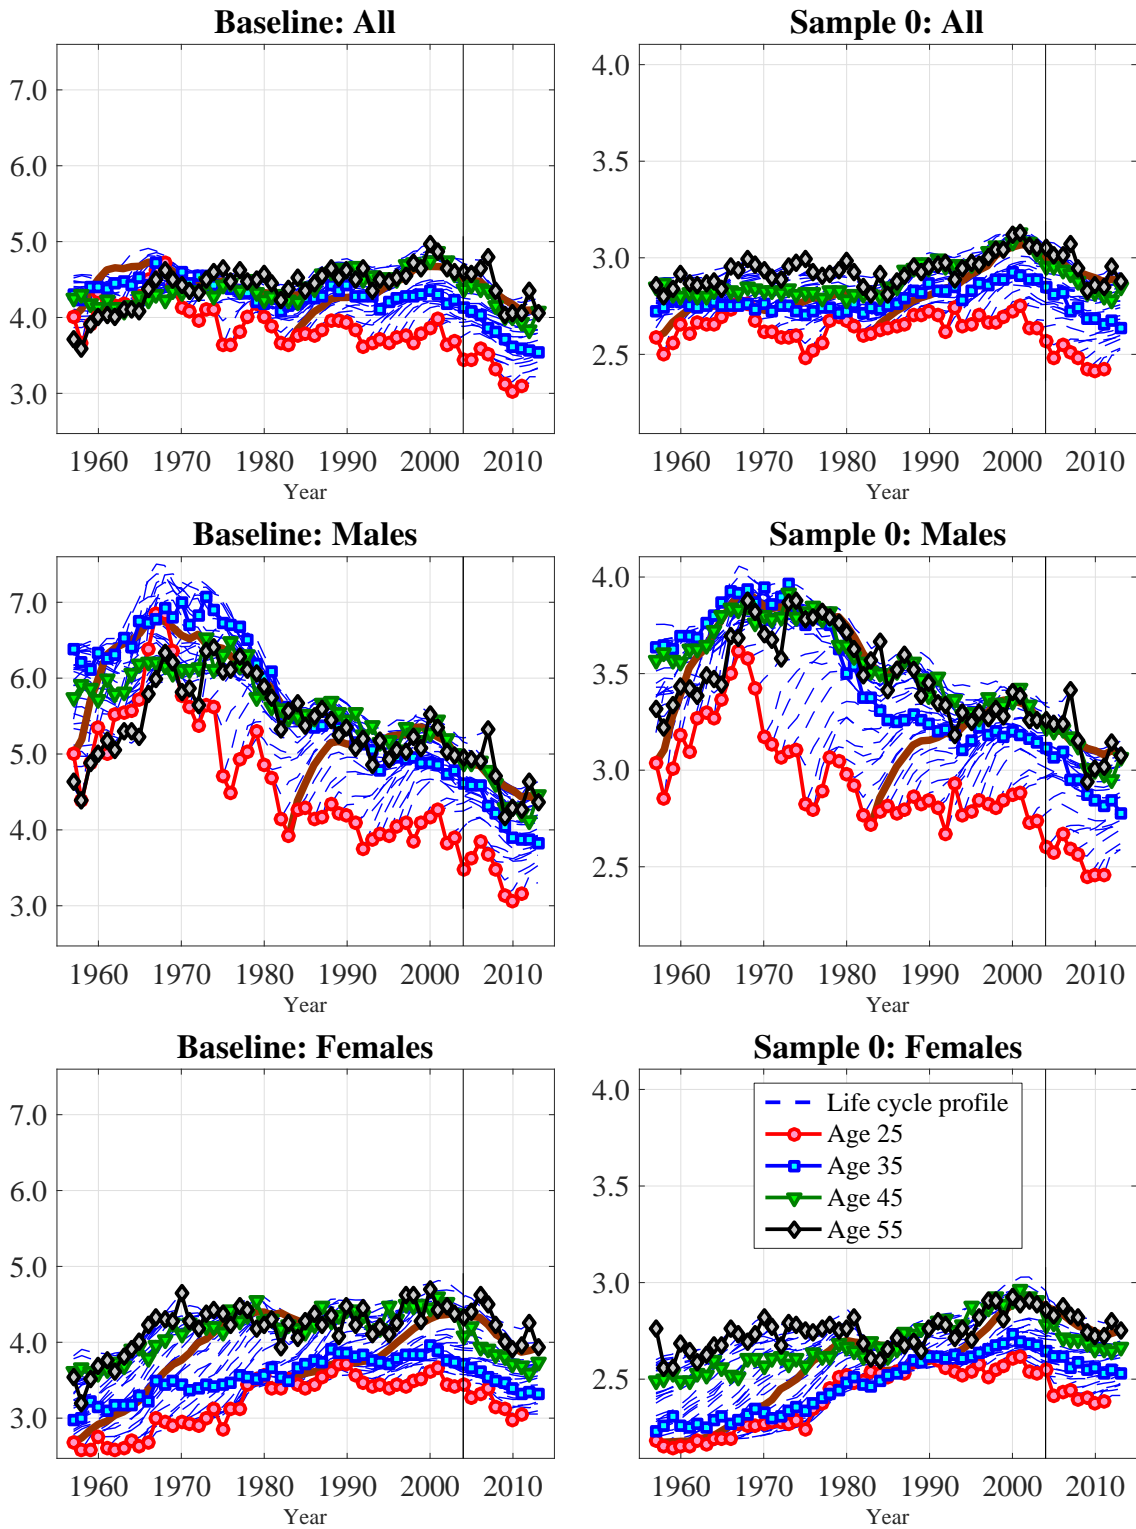 Baseline: All
7.0
6.0
5.0
4.0
3.0
1960 1970 1980 1990 2000 2010
Year
Sample 0: All
4.0
3.5
3.0
2.5
1960 1970 1980 1990 2000 2010
Year
Baseline: Males
7.0
6.0
5.0
4.0
3.0
1960 1970 1980 1990 2000 2010
Year
Sample 0: Males
4.0
3.5
3.0
2.5
1960 1970 1980 1990 2000 2010
Year
Baseline: Females
7.0
6.0
5.0
4.0
3.0
1960 1970 1980 1990 2000 2010
Year
Sample 0: Females
4.0
3.5
3.0
2.5
Life cycle profile
Age 25
Age 35
Age 45
Age 55
1960 1970 1980 1990 2000 2010
Year